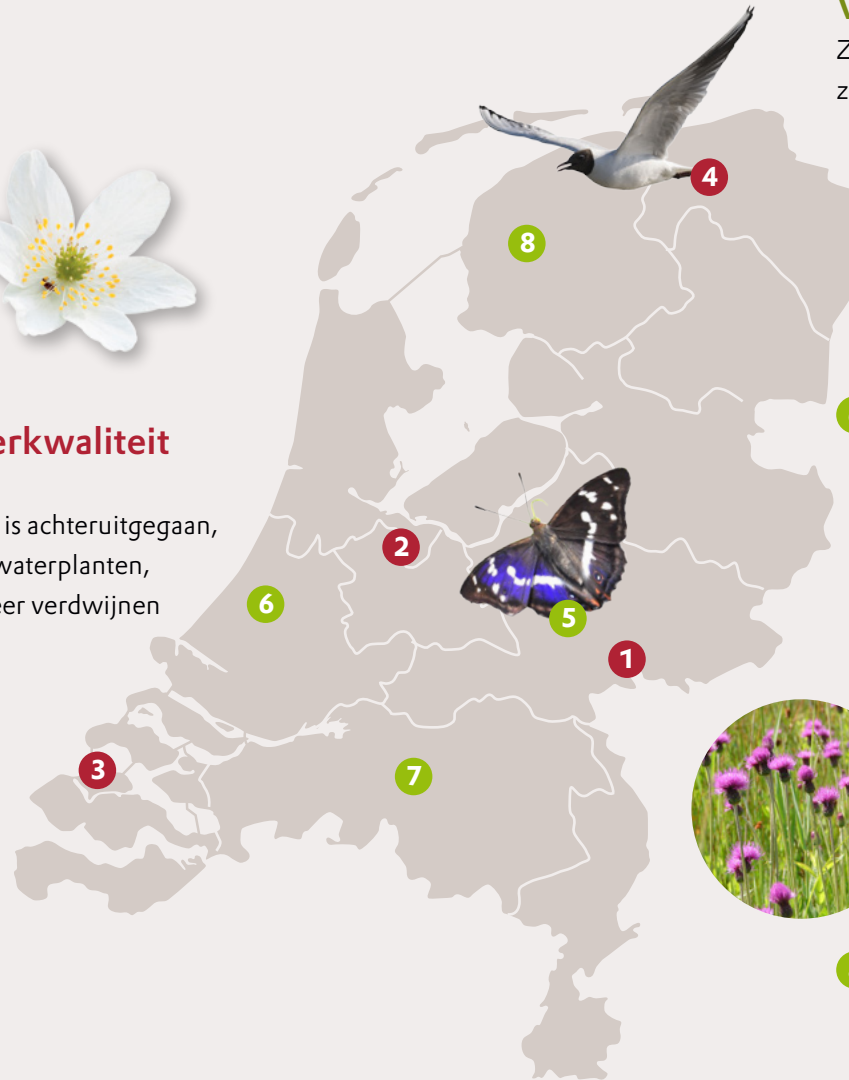 erkwaliteit
is achteruitgegaan,
waterplanten,
eer verdwijnen
Z
z
4
8
2
6
5
1
3
7